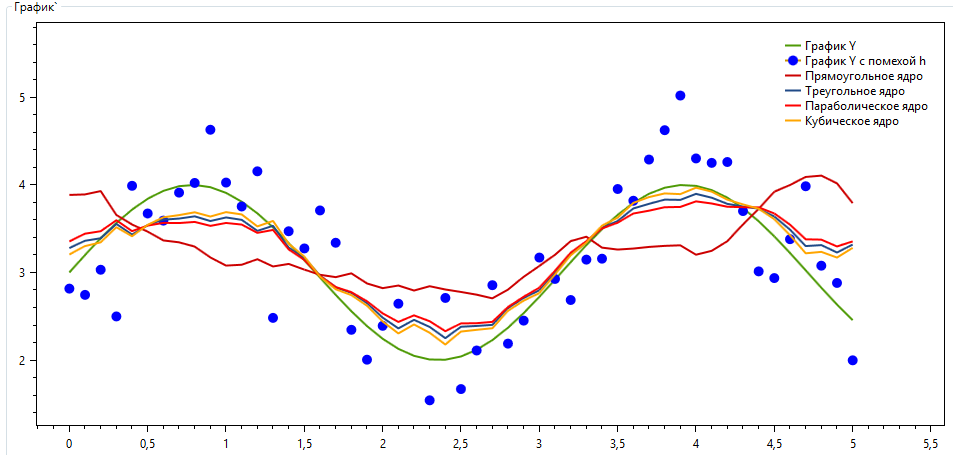 График`
График Y
График Y с помехой h
Прямоугольное ядро
Треугольное ядро
Параболическое ядро
Кубическое ядро
5
4
3
2
0 0,5 1 1,5 2 2,5 3 3,5 4 4,5 5 5,5